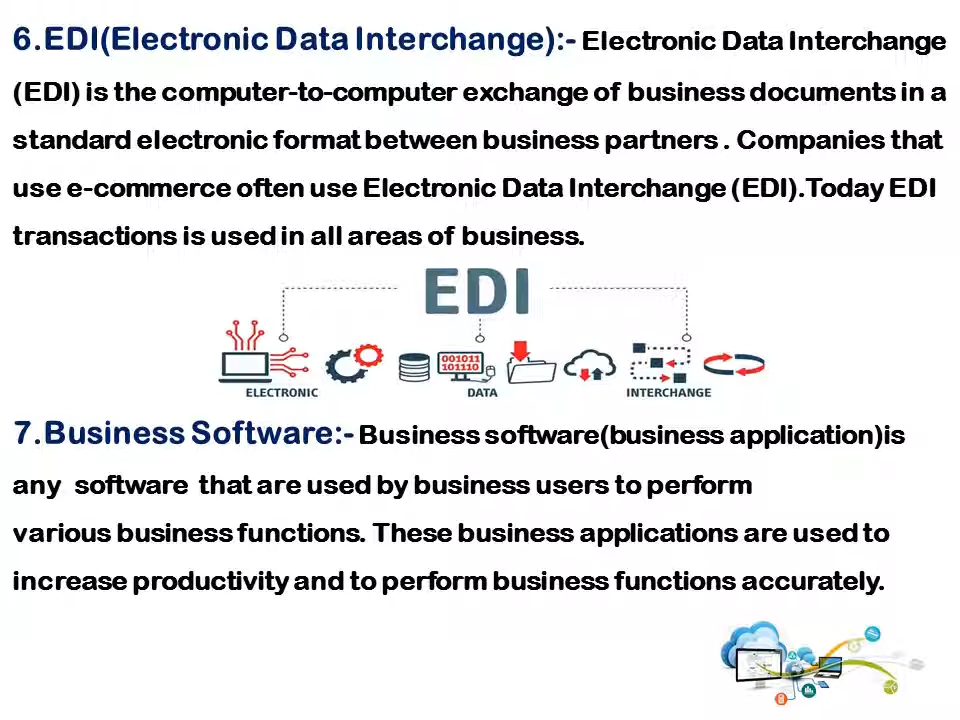 6.EDI(Electronic Data Interchange):- Electronic Data Interchange
(EDI) is the computer-to-computer exchange of business documents in a
standard electronic format between business partners . Companies that
use e-commerce often use Electronic Data Interchange (EDI).Today EDI
transactions is used in all areas of business.
EDI
001011
101110
ELECTRONIC DATA INTERCHANGE
7.Business Software:- Business software(business application)is
any software that are used by business users to perform
various business functions. These business applications are used to
increase productivity and to perform business functions accurately.